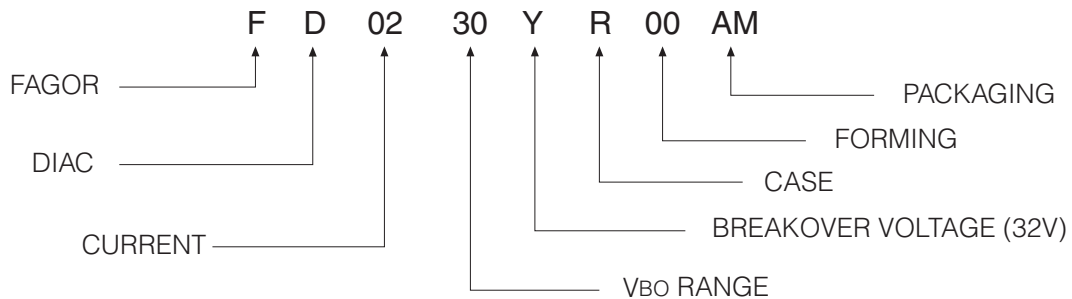 F D 02 30 Y R 00 AM
FAGOR
PACKAGING
FORMING
DIAC
CASE
BREAKOVER VOLTAGE (32V)
CURRENT
VBO RANGE